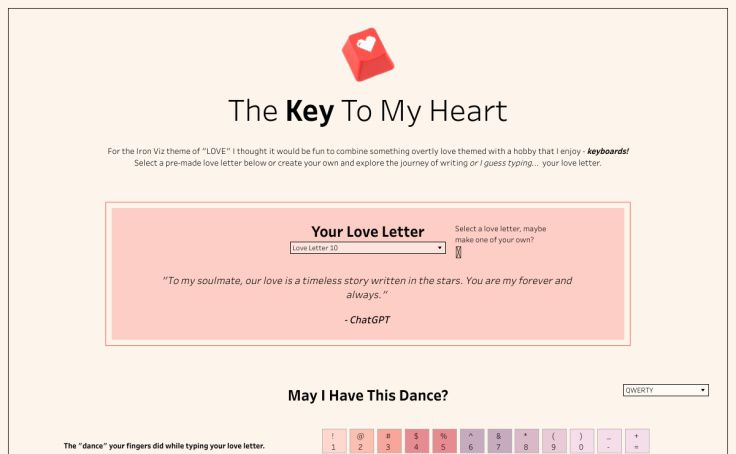 The Key To My Heart
For the Iron Viz theme of "LOVE" I thought it would be fun to combine something overtly love themed with a hobby that I enjoy - keyboards!
Select a pre-made love letter below or create your own and explore the journey of writing or I guess typing... your love letter.
Your Love Letter
Love Letter 10
Select a love letter, maybe
make one of your own?
"To my soulmate, our love is a timeless story written in the stars. You are my forever and
always."
- ChatGPT
May I Have This Dance?
QWERTY
The "dance" your fingers did while typing your love letter.
! @ # $ % ^ & * ( ) _ +
1 2 3 4 5 6 7 8 9 0 - =